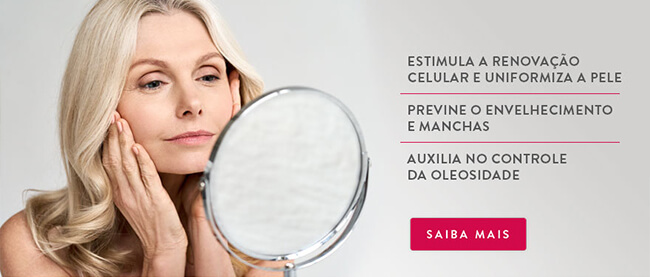 ESTIMULA A RENOVAÇÃO
CELULAR E UNIFORMIZA A PELE
PREVINE O ENVELHECIMENTO
E MANCHAS
AUXILIA NO CONTROLE
DA OLEOSIDADE
SAIBA MAIS